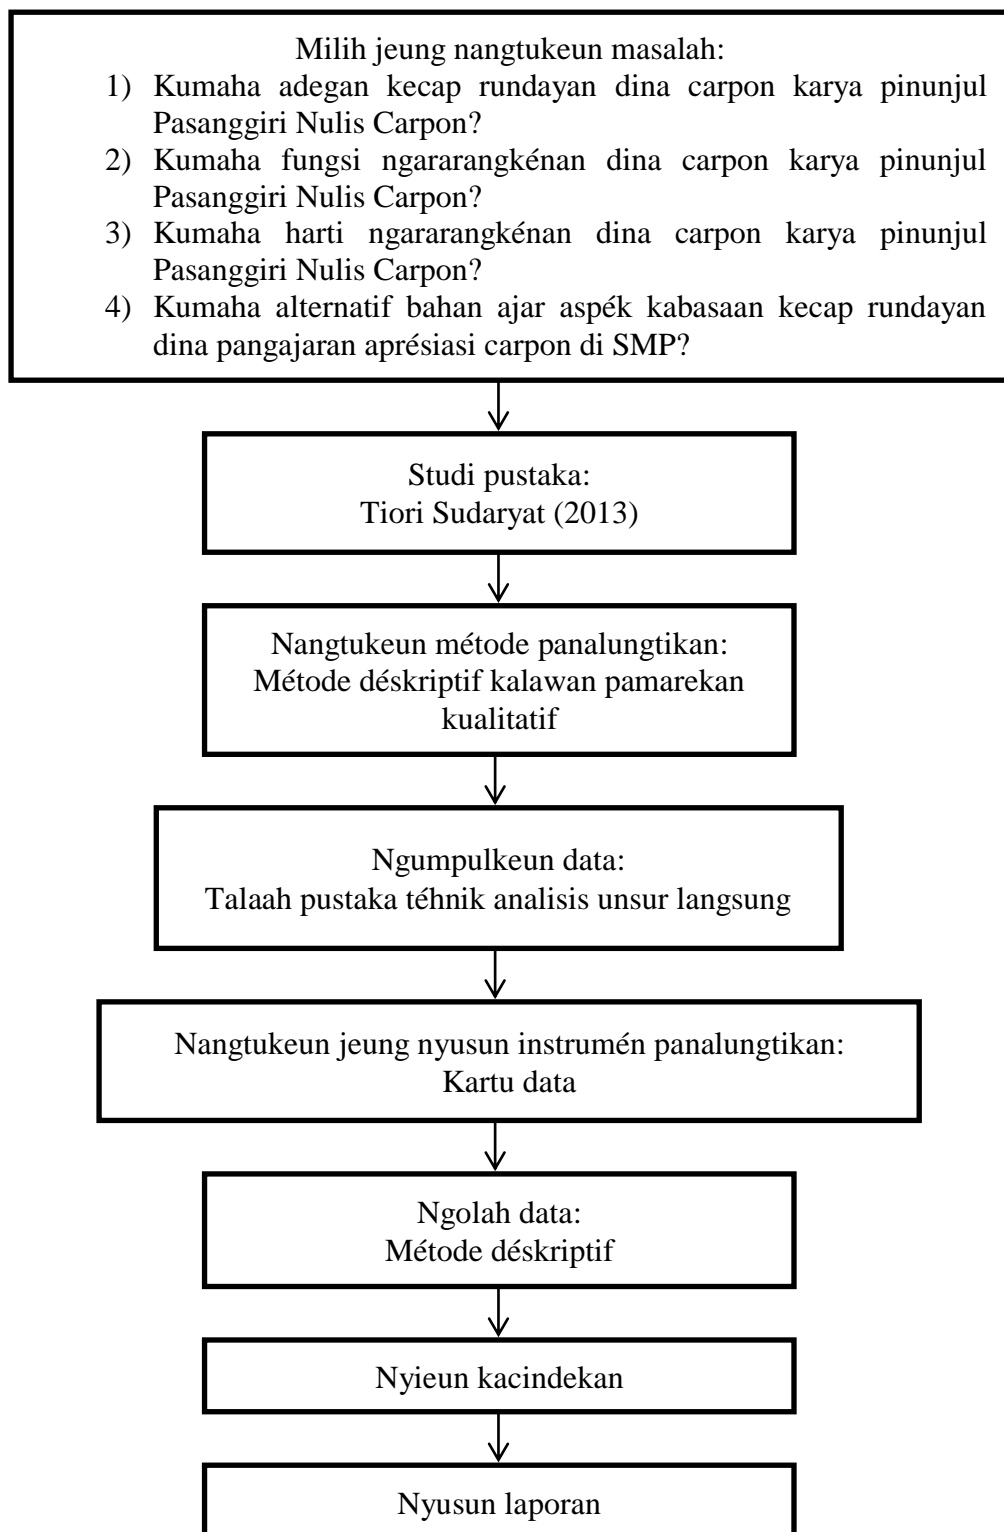 Milih jeung nangtukeun masalah:
1) Kumaha adegan kecap rundayan dina carpon karya pinunjul
Pasanggiri Nulis Carpon?
2) Kumaha fungsi ngararangkénan dina carpon karya pinunjul
Pasanggiri Nulis Carpon?
3) Kumaha harti ngararangkénan dina carpon karya pinunjul
Pasanggiri Nulis Carpon?
4) Kumaha alternatif bahan ajar aspék kabasaan kecap rundayan
dina pangajaran aprésiasi carpon di SMP?
Studi pustaka:
Tiori Sudaryat (2013)
Nangtukeun métode panalungtikan:
Métode déskriptif kalawan pamarekan
kualitatif
Ngumpulkeun data:
Talaah pustaka téhnik analisis unsur langsung
Nangtukeun jeung nyusun instrumén panalungtikan:
Kartu data
Ngolah data:
Métode déskriptif
Nyieun kacindekan
Nyusun laporan